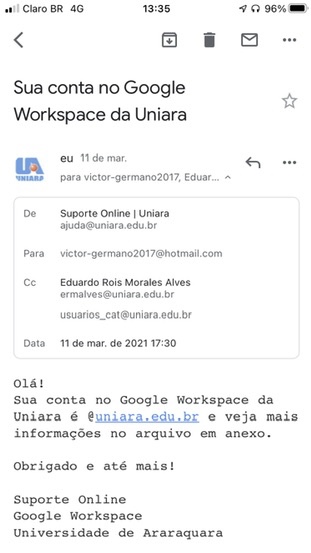 Claro BR 4G 13:35 96%
Sua conta no Google
Workspace da Uniara
UA
UNIARA
eu 11 de mar.
para victor-germano2017, Eduar...
De Suporte Online | Uniara
ajuda@uniara.edu.br
Para victor-germano2017@hotmail.com
Cc Eduardo Rois Morales Alves
ermalves@uniara.edu.br
usuarios_cat@uniara.edu.br
Data 11 de mar. de 2021 17:30
Olá!
Sua conta no Google Workspace da
Uniara é @uniara.edu.br e veja mais
informações no arquivo em anexo.
Obrigado e até mais!
Suporte Online
Google Workspace
Universidade de Araraquara